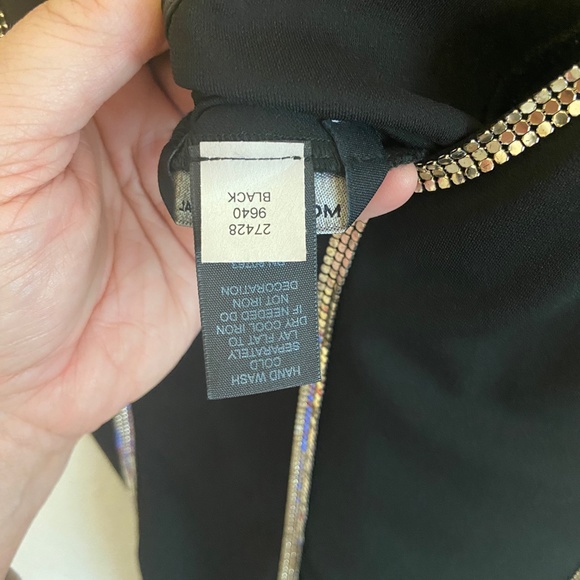 27428
9640
BLACK
HAND WASH
COLD
SEPARATELY
LAY FLAT TO
DRY COOL IRON
IF NEEDED DO
NOT IRON
DECORATION